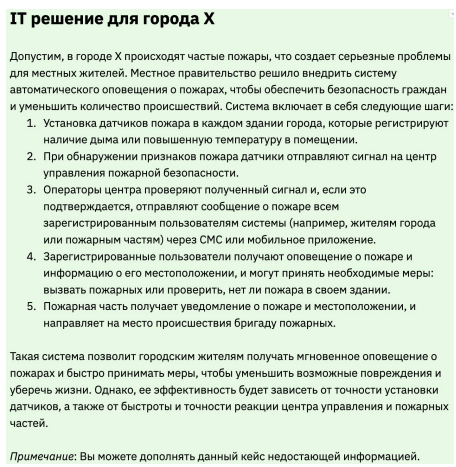 IT решение для города X
Допустим, в городе X происходят частые пожары, что создает серьезные проблемы
для местных жителей. Местное правительство решило внедрить систему
автоматического оповещения о пожарах, чтобы обеспечить безопасность граждан
и уменьшить количество происшествий. Система включает в себя следующие шаги:
1. Установка датчиков пожара в каждом здании города, которые регистрируют
наличие дыма или повышенную температуру в помещении.
2. При обнаружении признаков пожара датчики отправляют сигнал на центр
управления пожарной безопасности.
3. Операторы центра проверяют полученный сигнал и, если это
подтверждается, отправляют сообщение о пожаре всем
зарегистрированным пользователям системы (например, жителям города
или пожарным частям) через СМС или мобильное приложение.
4. Зарегистрированные пользователи получают оповещение о пожаре и
информацию о его местоположении, и могут принять необходимые меры:
вызвать пожарных или проверить, нет ли пожара в своем здании.
5. Пожарная часть получает уведомление о пожаре и местоположении, и
направляет на место происшествия бригаду пожарных.
Такая система позволит городским жителям получать мгновенное оповещение о
пожарах и быстро принимать меры, чтобы уменьшить возможные повреждения и
уберечь жизни. Однако, ее эффективность будет зависеть от точности установки
датчиков, а также от быстроты и точности реакции центра управления и пожарных
частей.
Примечание: Вы можете дополнять данный кейс недостающей информацией.